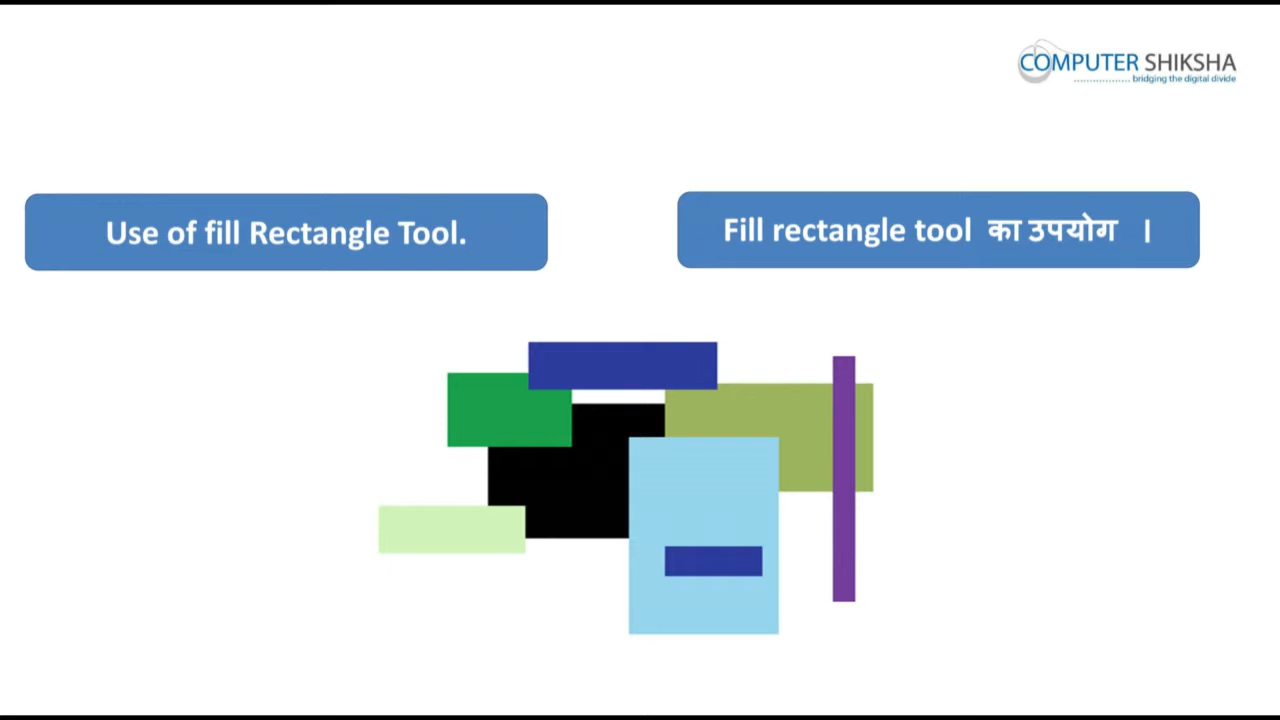 COMPUTER SHIKSHA
bridging the digital divide
Use of fill Rectangle Tool.
Fill rectangle tool का उपयोग ।